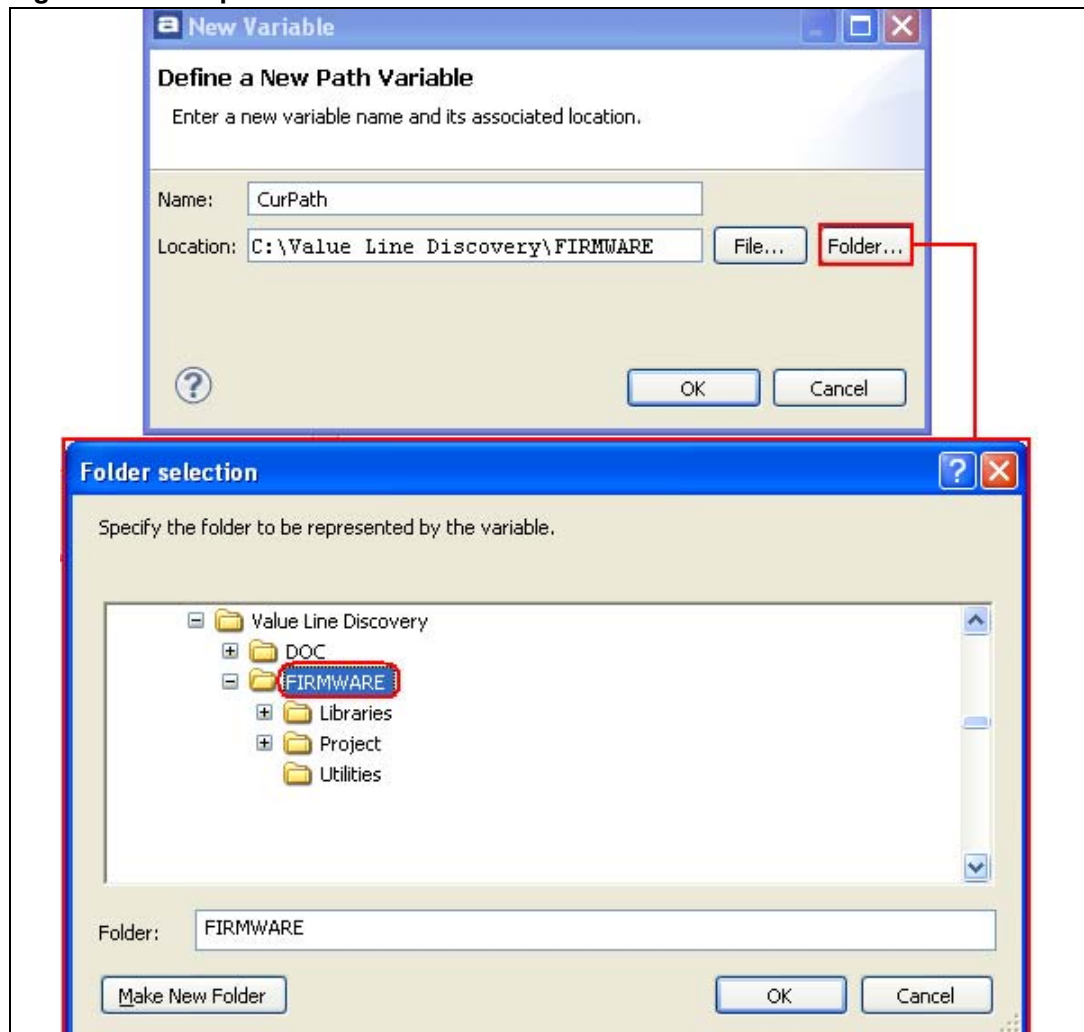 New Variable
Define a New Path Variable
Enter a new variable name and its associated location.
Name: CurPath
Location: C:\Value Line Discovery\FIRMWARE File... Folder...
OK Cancel
Folder selection
Specify the folder to be represented by the variable.
Value Line Discovery
DOC
FIRMWARE
Libraries
Project
Utilities
Folder: FIRMWARE
Make New Folder OK Cancel